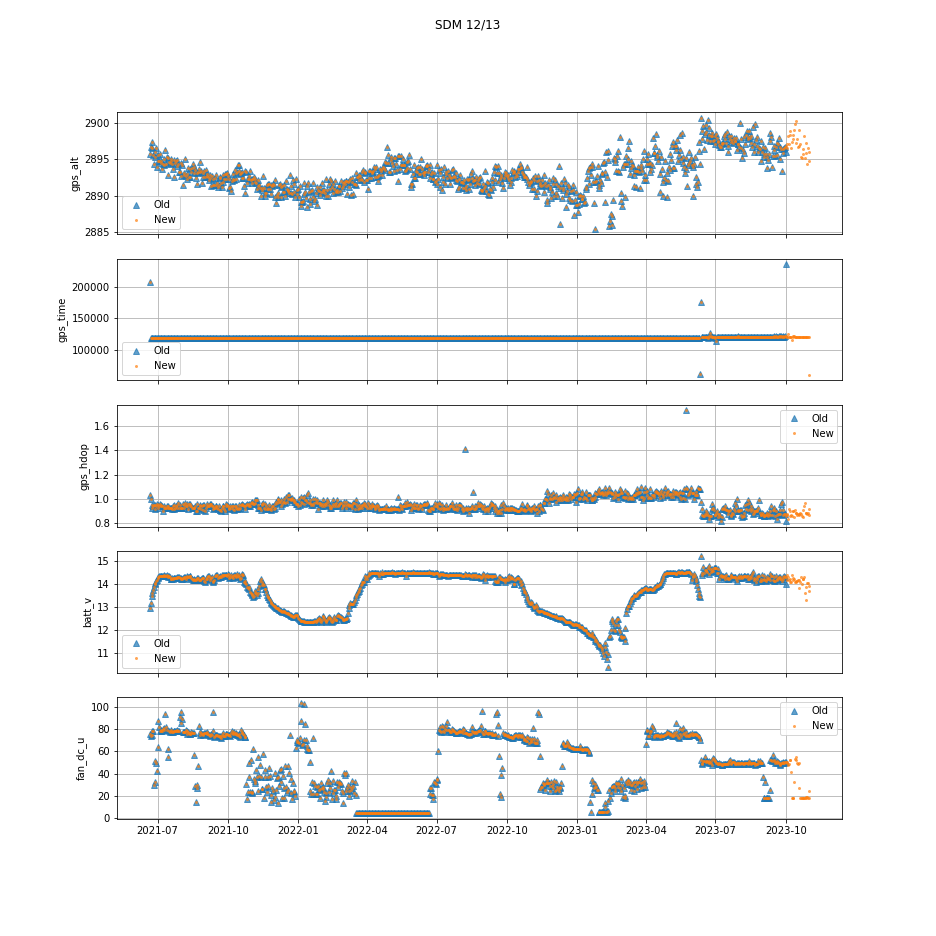 SDM 12/13
gps_alt
2900
2895
2890
2885
Old
New
gps_time
200000
150000
100000
Old
New
gps_hdop
1.6
1.4
1.2
1.0
0.8
Old
New
batt_v
15
14
13
12
11
Old
New
fan_dc_u
100
80
60
40
20
0
Old
New
2021-07 2021-10 2022-01 2022-04 2022-07 2022-10 2023-01 2023-04 2023-07 2023-10